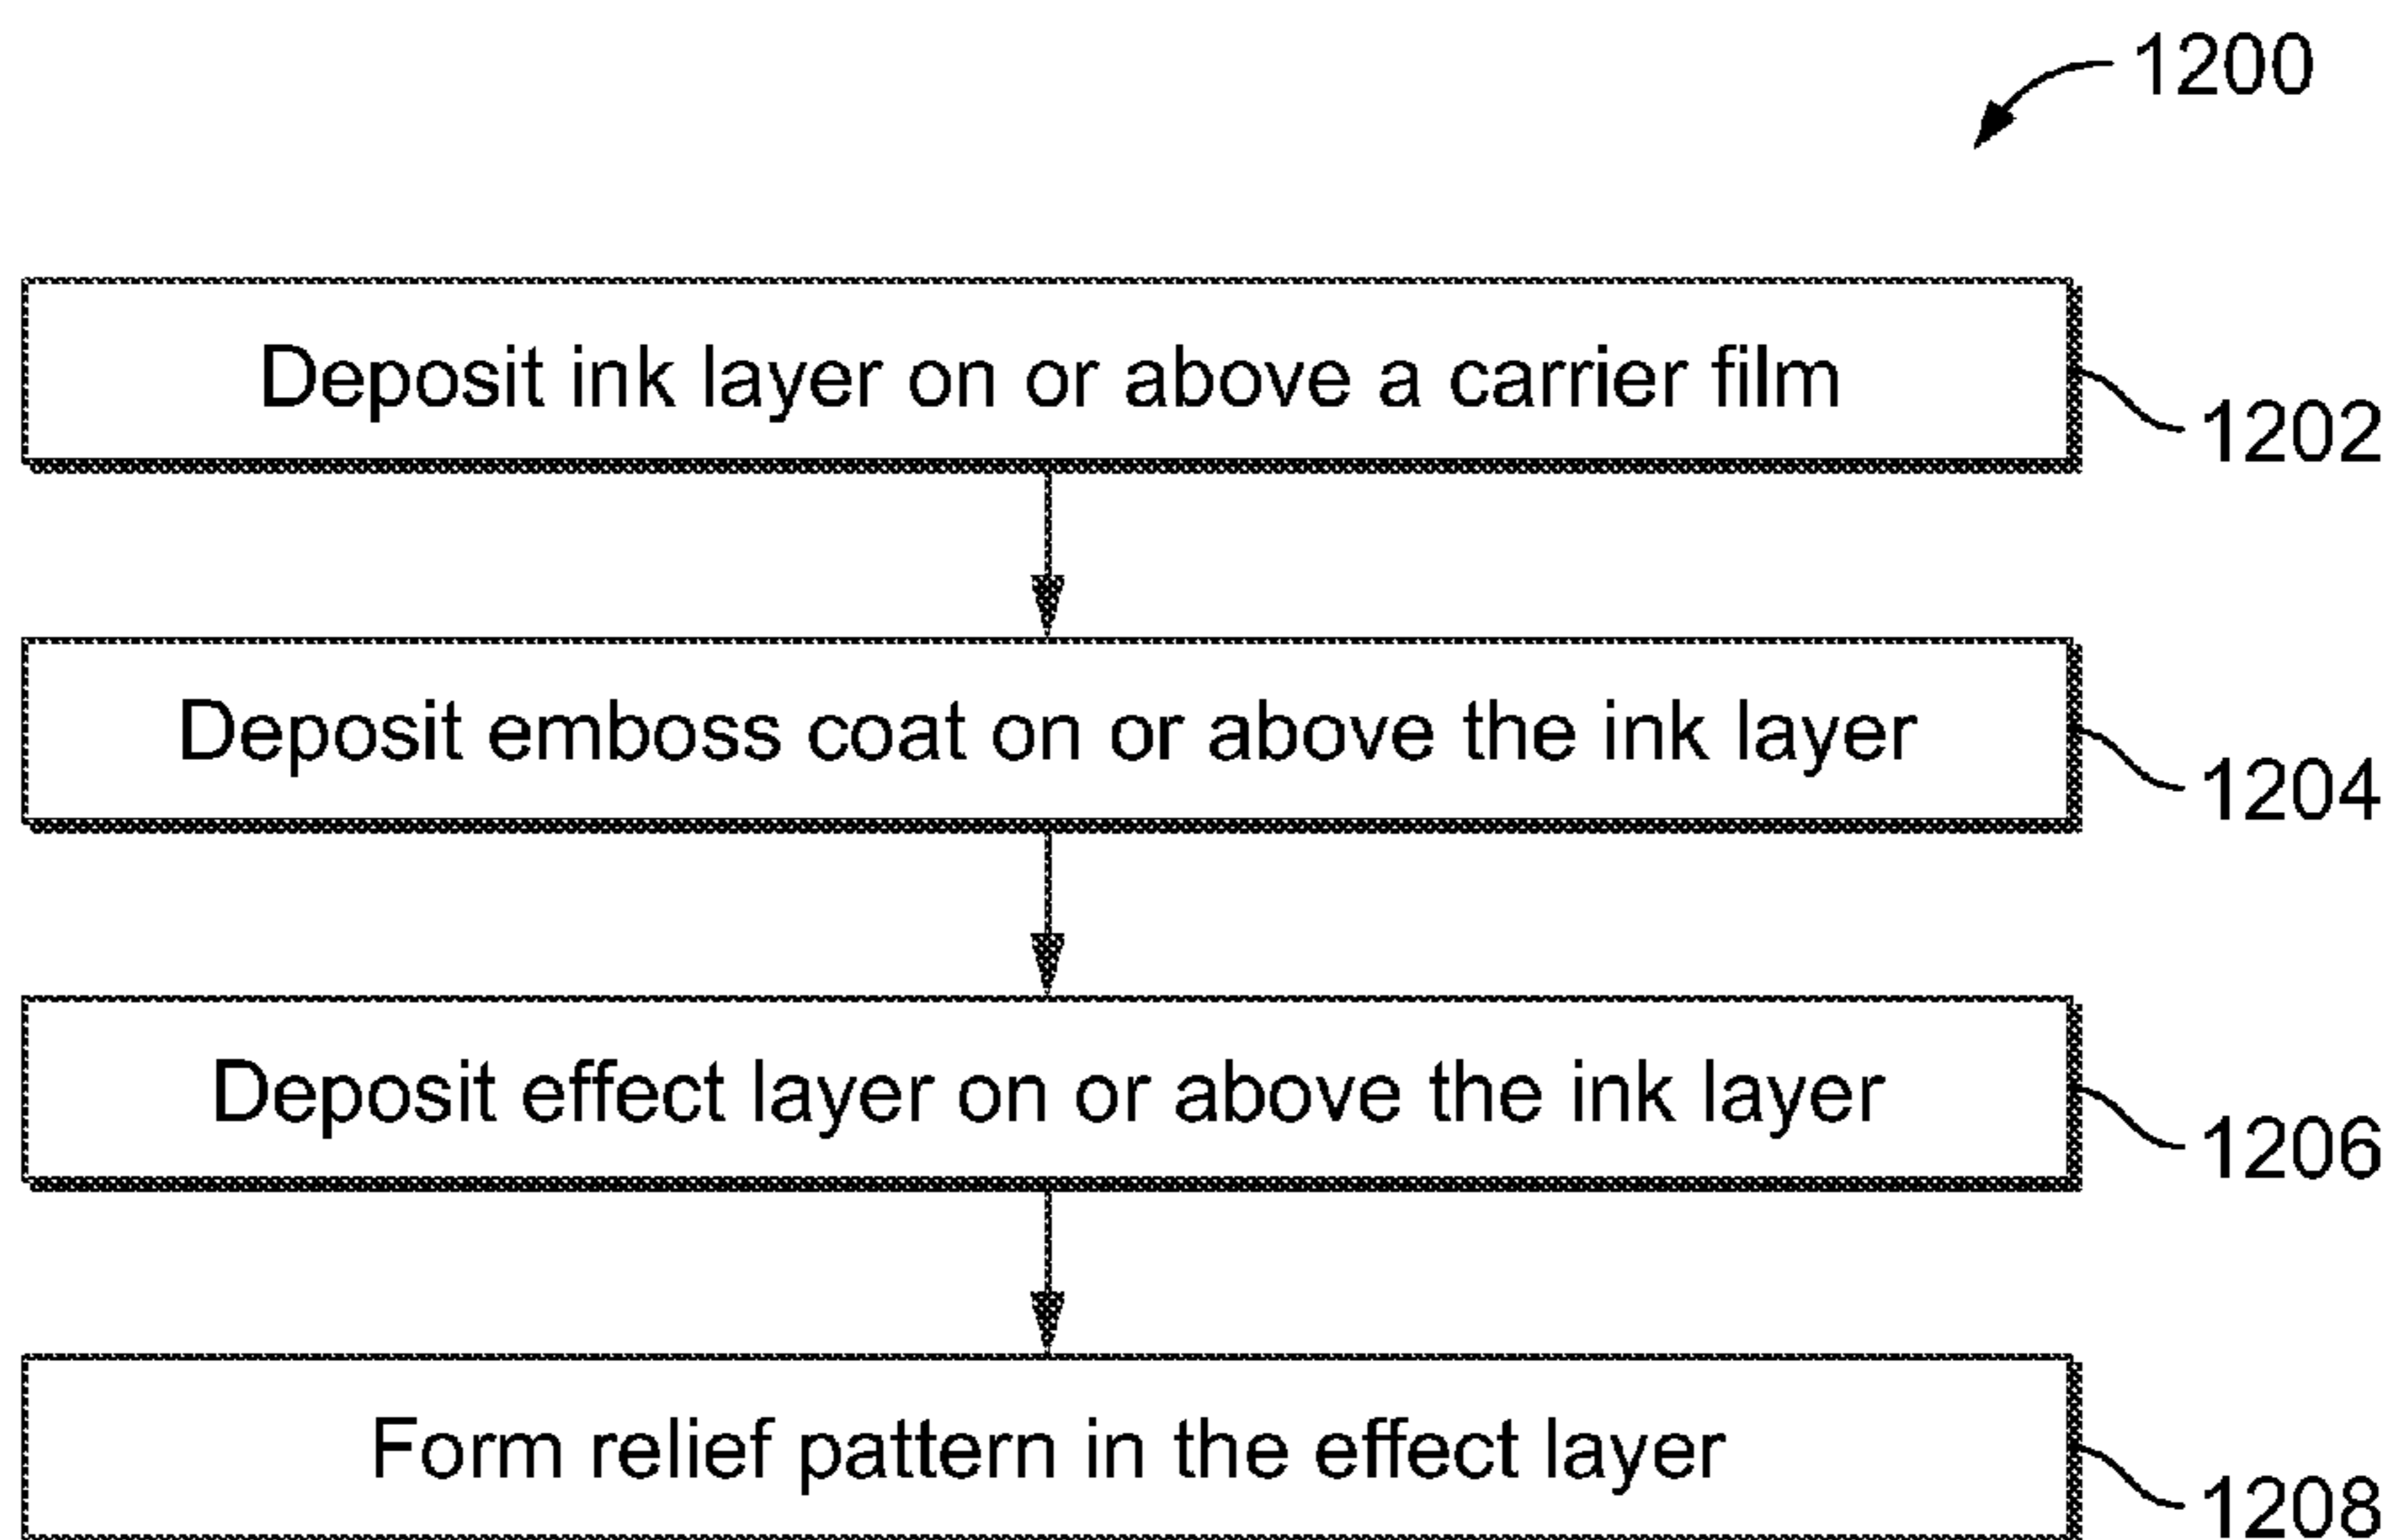 1200
Deposit ink layer on or above a carrier film
1202
Deposit emboss coat on or above the ink layer
1204
Deposit effect layer on or above the ink layer
1206
Form relief pattern in the effect layer
1208